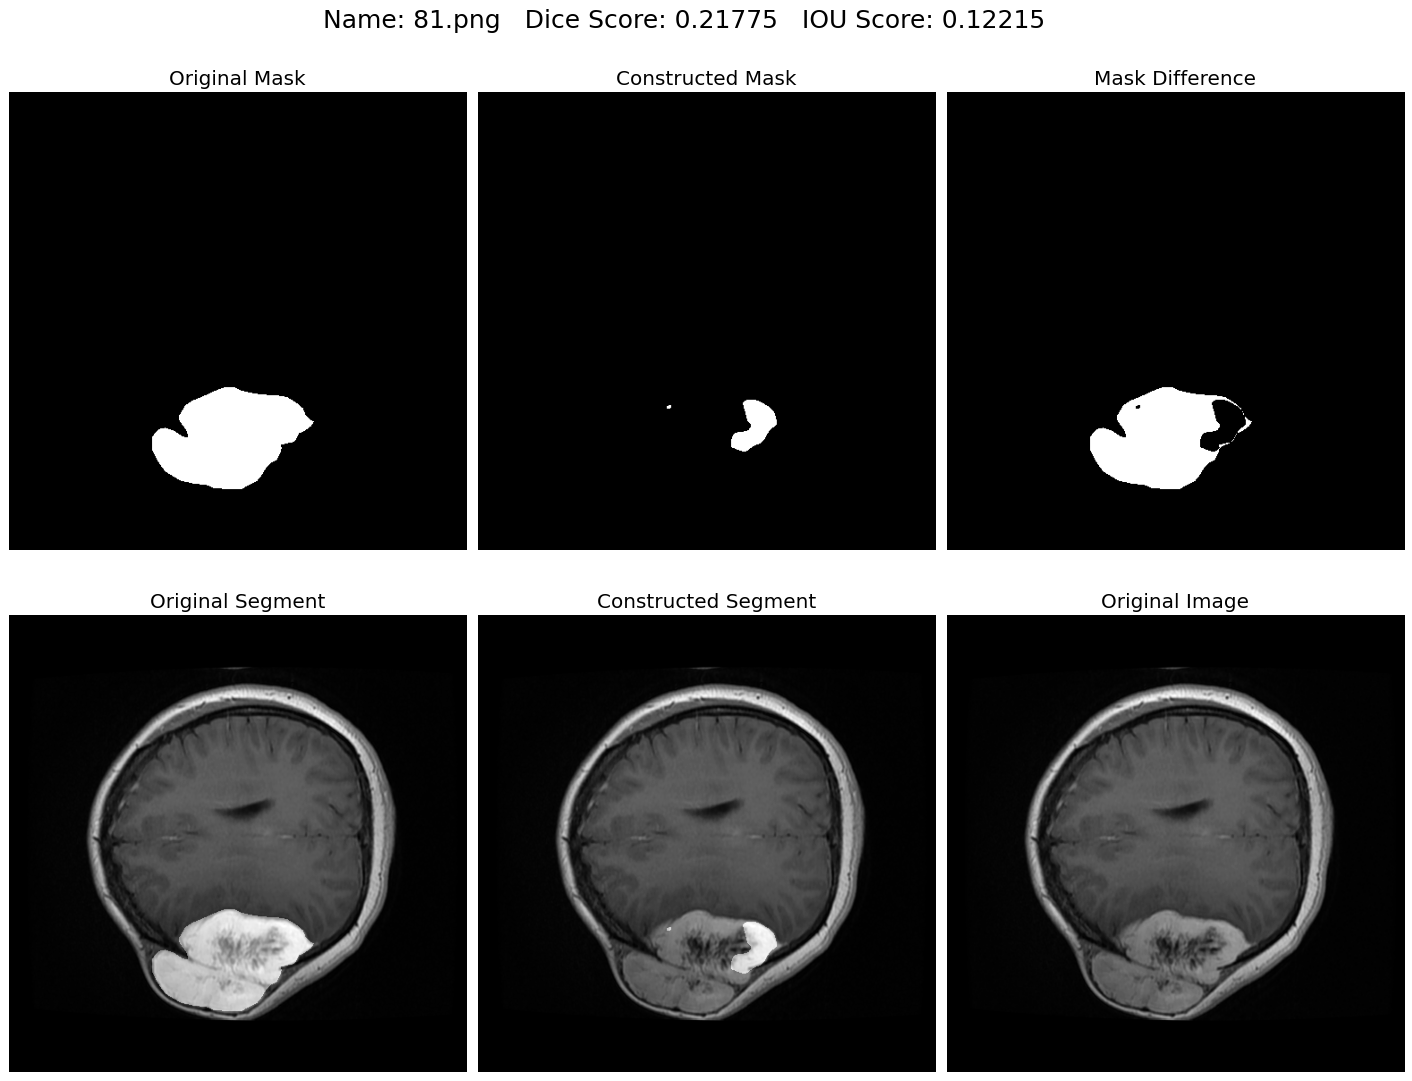 Name: 81.png   Dice Score: 0.21775   IOU Score: 0.12215
Original Mask
Constructed Mask
Mask Difference
Original Segment
Constructed Segment
Original Image